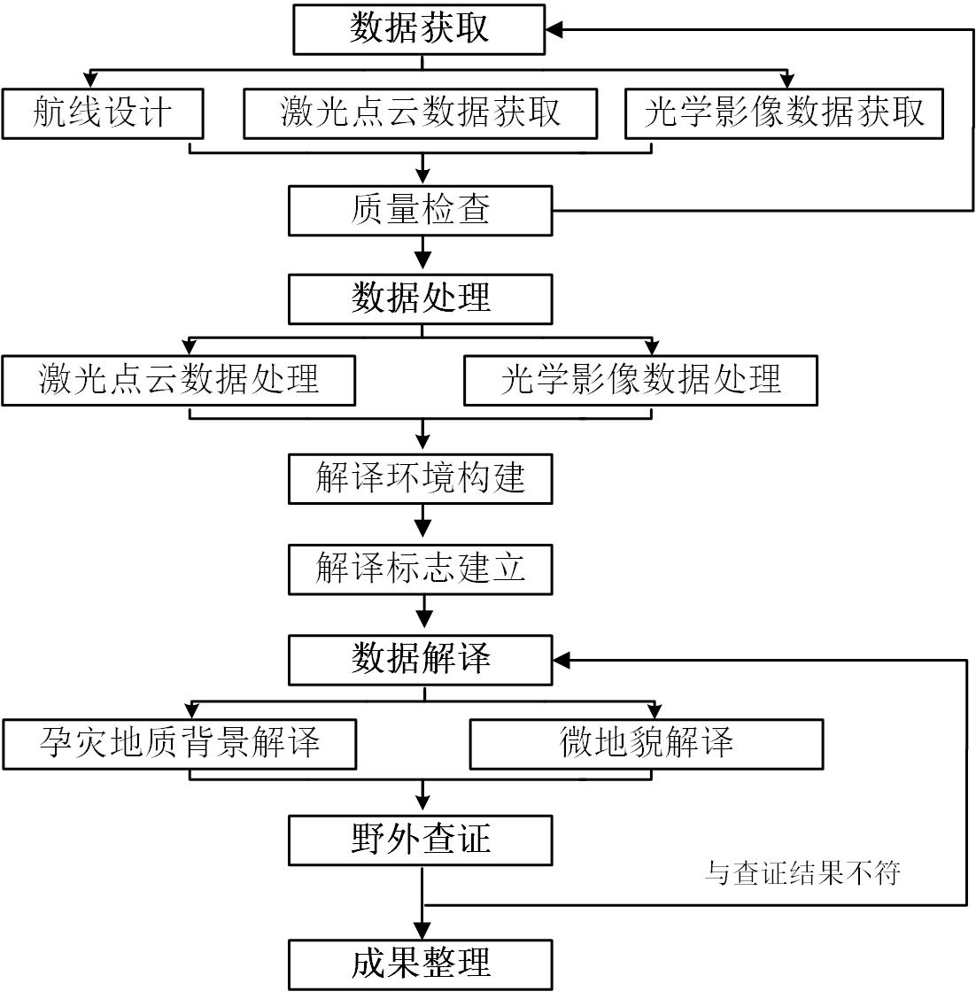 数据获取
航线设计
激光点云数据获取
光学影像数据获取
质量检查
数据处理
激光点云数据处理
光学影像数据处理
解译环境构建
解译标志建立
数据解译
孕灾地质背景解译
微地貌解译
野外查证
与查证结果不符
成果整理